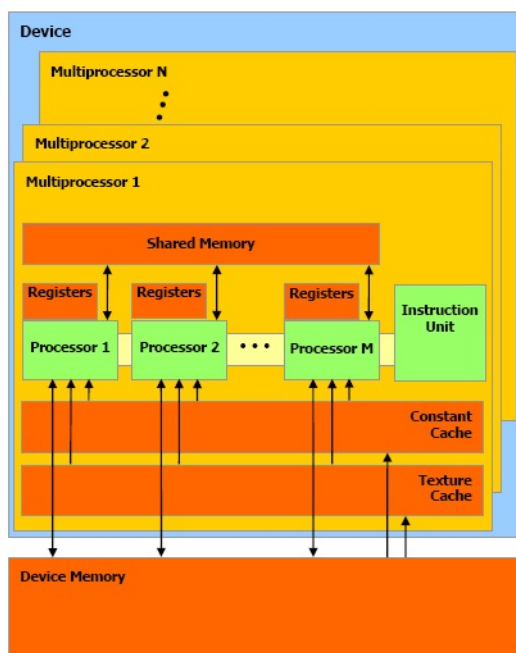 Device
Multiprocessor N
Multiprocessor 2
Multiprocessor 1
Shared Memory
Registers
Registers
Registers
Instruction
Unit
Processor 1
Processor 2
Processor M
Constant
Cache
Texture
Cache
Device Memory